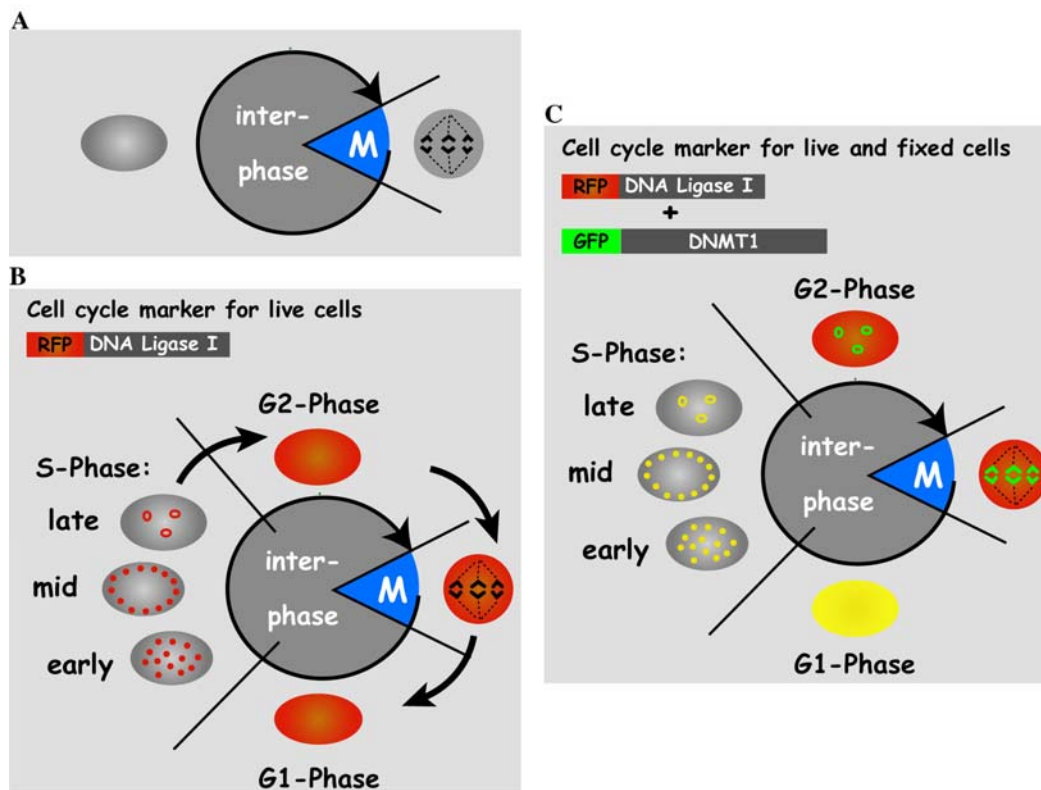 A
inter-
phase
M
B
Cell cycle marker for live cells
RFP DNA Ligase I
G2-Phase
S-Phase:
late
mid
early
inter-
phase
M
G1-Phase
C
Cell cycle marker for live and fixed cells
RFP DNA Ligase I
+
GFP DNMT1
G2-Phase
S-Phase:
late
mid
early
inter-
phase
M
G1-Phase